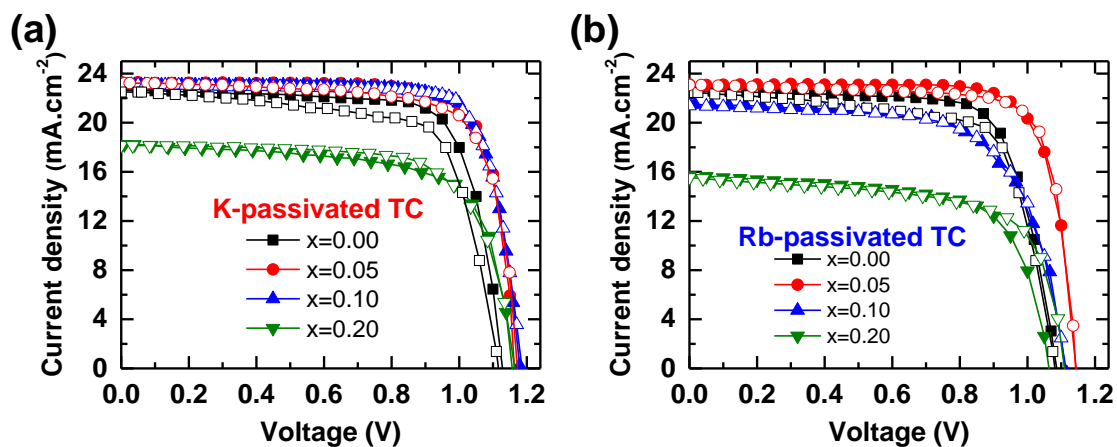 (a)
Current density (mA.cm⁻²)
24
20
16
12
8
4
0
K-passivated TC
x=0.00
x=0.05
x=0.10
x=0.20
0.0 0.2 0.4 0.6 0.8 1.0 1.2
Voltage (V)
(b)
Current density (mA.cm⁻²)
24
20
16
12
8
4
0
Rb-passivated TC
x=0.00
x=0.05
x=0.10
x=0.20
0.0 0.2 0.4 0.6 0.8 1.0 1.2
Voltage (V)